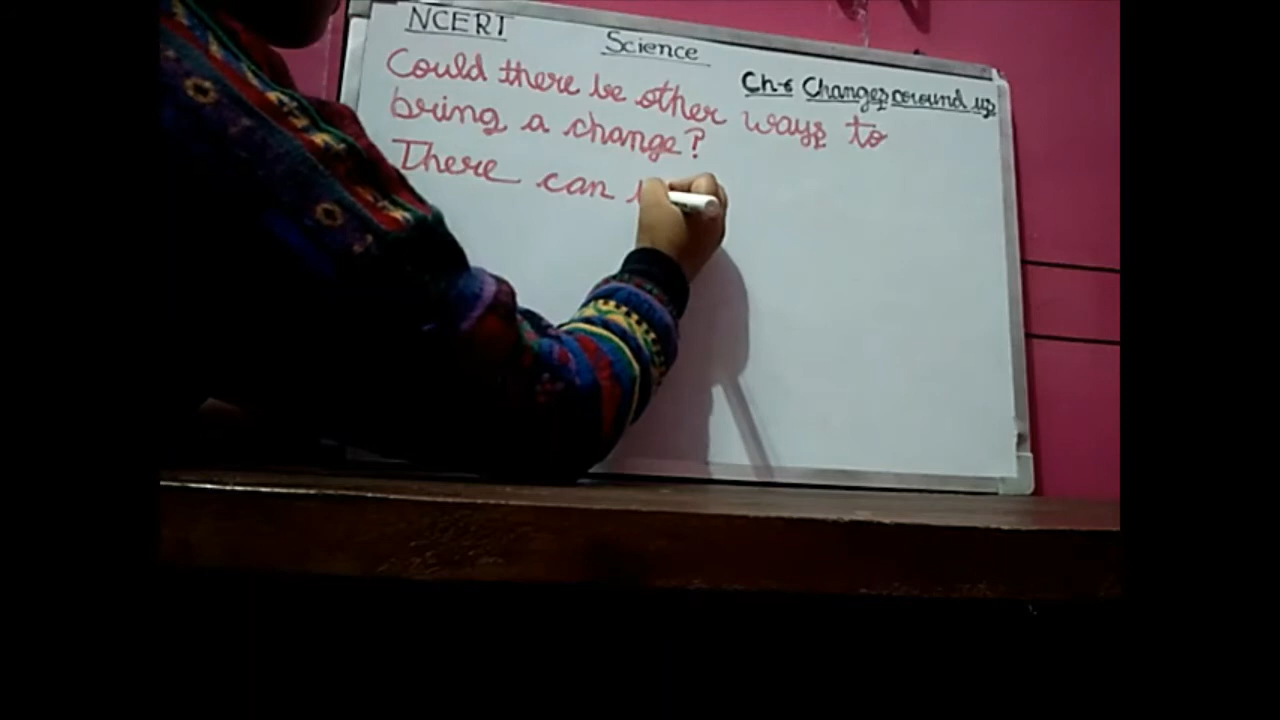 NCERT
Science
Ch-6 Changes around us
Could there be other ways to
bring a change?
There can